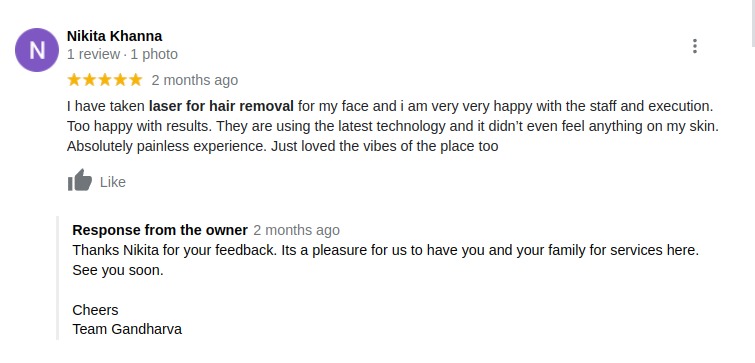 N
Nikita Khanna
1 review · 1 photo
2 months ago
I have taken laser for hair removal for my face and i am very very happy with the staff and execution.
Too happy with results. They are using the latest technology and it didn’t even feel anything on my skin.
Absolutely painless experience. Just loved the vibes of the place too
Like
Response from the owner 2 months ago
Thanks Nikita for your feedback. Its a pleasure for us to have you and your family for services here.
See you soon.
Cheers
Team Gandharva